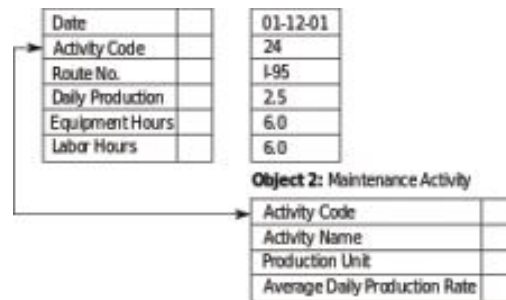 Date 01-12-01
Activity Code 24
Route No. I-95
Daily Production 2.5
Equipment Hours 6.0
Labor Hours 6.0
Object 2: Maintenance Activity
Activity Code
Activity Name
Production Unit
Average Daily Production Rate